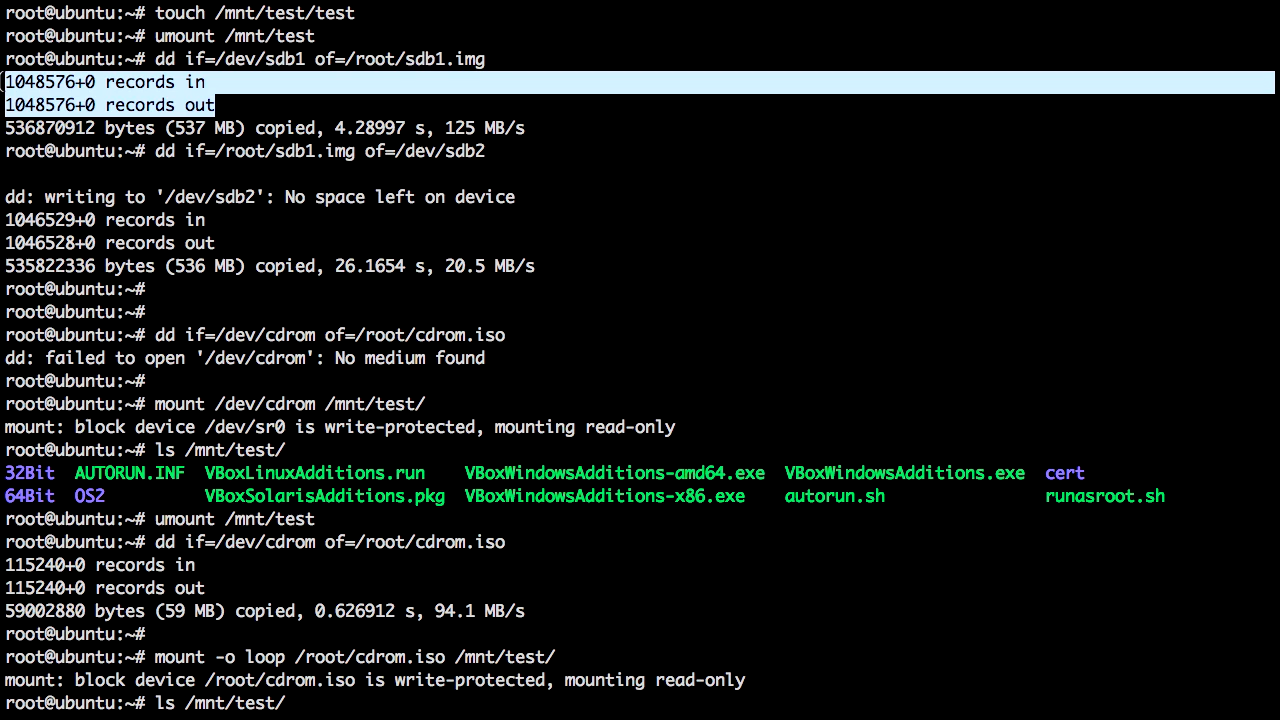 root@ubuntu:~# touch /mnt/test/test
root@ubuntu:~# umount /mnt/test
root@ubuntu:~# dd if=/dev/sdb1 of=/root/sdb1.img
1048576+0 records in
1048576+0 records out
536870912 bytes (537 MB) copied, 4.28997 s, 125 MB/s
root@ubuntu:~# dd if=/root/sdb1.img of=/dev/sdb2
dd: writing to '/dev/sdb2': No space left on device
1046529+0 records in
1046528+0 records out
535822336 bytes (536 MB) copied, 26.1654 s, 20.5 MB/s
root@ubuntu:~#
root@ubuntu:~#
root@ubuntu:~# dd if=/dev/cdrom of=/root/cdrom.iso
dd: failed to open '/dev/cdrom': No medium found
root@ubuntu:~#
root@ubuntu:~# mount /dev/cdrom /mnt/test/
mount: block device /dev/sr0 is write-protected, mounting read-only
root@ubuntu:~# ls /mnt/test/
32Bit  AUTORUN.INF  VBoxLinuxAdditions.run    VBoxWindowsAdditions-amd64.exe  VBoxWindowsAdditions.exe  cert
64Bit  OS2          VBoxSolarisAdditions.pkg  VBoxWindowsAdditions-x86.exe    autorun.sh                runasroot.sh
root@ubuntu:~# umount /mnt/test
root@ubuntu:~# dd if=/dev/cdrom of=/root/cdrom.iso
115240+0 records in
115240+0 records out
59002880 bytes (59 MB) copied, 0.626912 s, 94.1 MB/s
root@ubuntu:~#
root@ubuntu:~# mount -o loop /root/cdrom.iso /mnt/test/
mount: block device /root/cdrom.iso is write-protected, mounting read-only
root@ubuntu:~# ls /mnt/test/